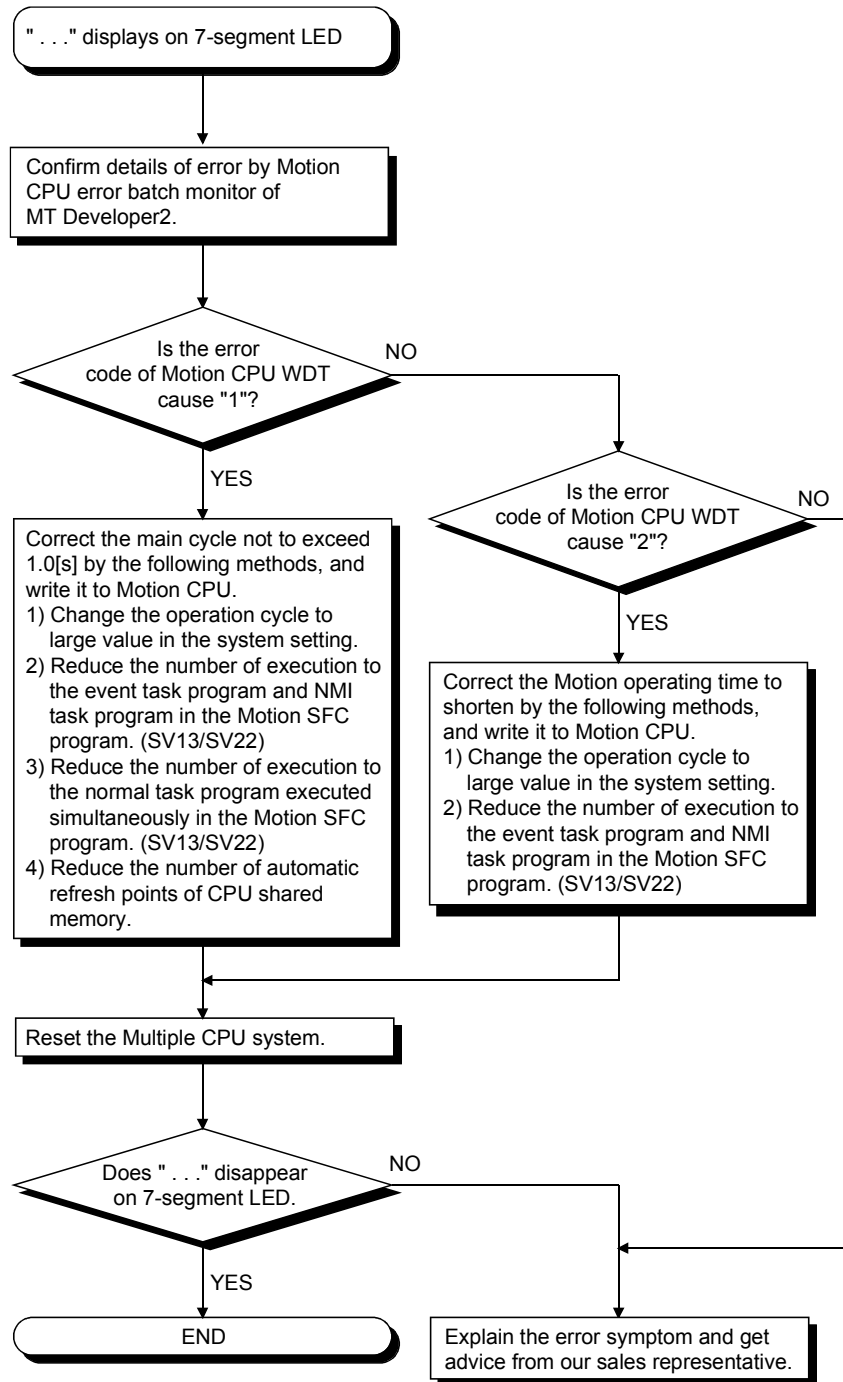 " . . ." displays on 7-segment LED
Confirm details of error by Motion
CPU error batch monitor of
MT Developer2.
Is the error
code of Motion CPU WDT
cause "1"?
NO
YES
Correct the main cycle not to exceed
1.0[s] by the following methods, and
write it to Motion CPU.
1) Change the operation cycle to
large value in the system setting.
2) Reduce the number of execution to
the event task program and NMI
task program in the Motion SFC
program. (SV13/SV22)
3) Reduce the number of execution to
the normal task program executed
simultaneously in the Motion SFC
program. (SV13/SV22)
4) Reduce the number of automatic
refresh points of CPU shared
memory.
Is the error
code of Motion CPU WDT
cause "2"?
NO
YES
Correct the Motion operating time to
shorten by the following methods,
and write it to Motion CPU.
1) Change the operation cycle to
large value in the system setting.
2) Reduce the number of execution to
the event task program and NMI
task program in the Motion SFC
program. (SV13/SV22)
Reset the Multiple CPU system.
Does " . . ." disappear
on 7-segment LED.
NO
YES
END
Explain the error symptom and get
advice from our sales representative.